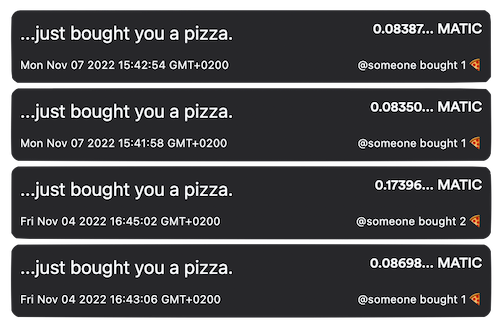 ...just bought you a pizza. 0.08387... MATIC
Mon Nov 07 2022 15:42:54 GMT+0200 @someone bought 1 🍕
...just bought you a pizza. 0.08350... MATIC
Mon Nov 07 2022 15:41:58 GMT+0200 @someone bought 1 🍕
...just bought you a pizza. 0.17396... MATIC
Fri Nov 04 2022 16:45:02 GMT+0200 @someone bought 2 🍕
...just bought you a pizza. 0.08698... MATIC
Fri Nov 04 2022 16:43:06 GMT+0200 @someone bought 1 🍕